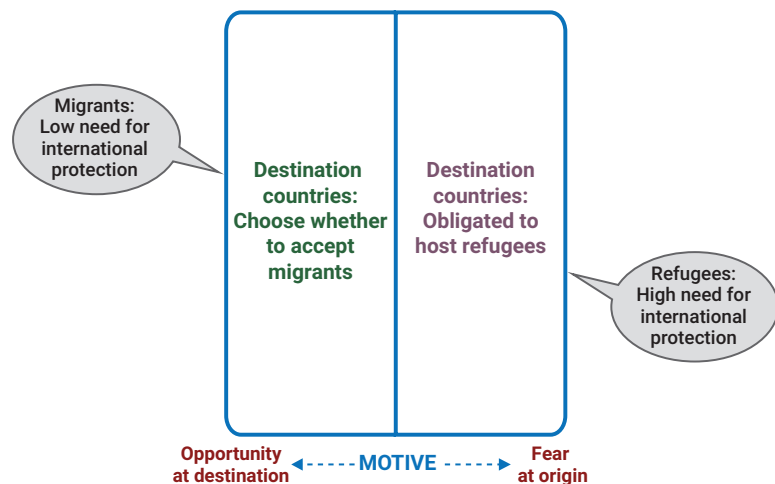 Migrants:
Low need for
international
protection
Destination
countries:
Choose whether
to accept
migrants
Destination
countries:
Obligated to
host refugees
Refugees:
High need for
international
protection
Opportunity
at destination
MOTIVE
Fear
at origin